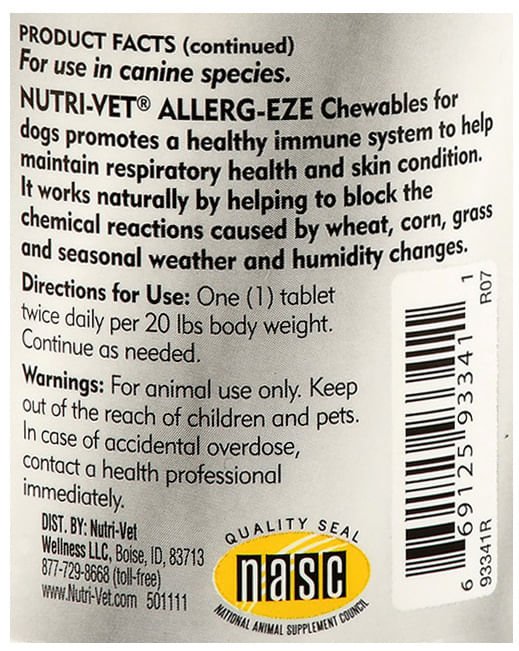 PRODUCT FACTS (continued)
For use in canine species.
NUTRI-VET® ALLERG-EZE Chewables for
dogs promotes a healthy immune system to help
maintain respiratory health and skin condition.
It works naturally by helping to block the
chemical reactions caused by wheat, corn, grass
and seasonal weather and humidity changes.
Directions for Use: One (1) tablet
twice daily per 20 lbs body weight.
Continue as needed.
Warnings: For animal use only. Keep
out of the reach of children and pets.
In case of accidental overdose,
contact a health professional
immediately.
DIST. BY: Nutri-Vet
Wellness LLC, Boise, ID, 83713
877-729-8668 (toll-free)
www.Nutri-Vet.com 501111
QUALITY SEAL
nasc
NATIONAL ANIMAL SUPPLEMENT COUNCIL
6 69125 93341 1
93341R R07